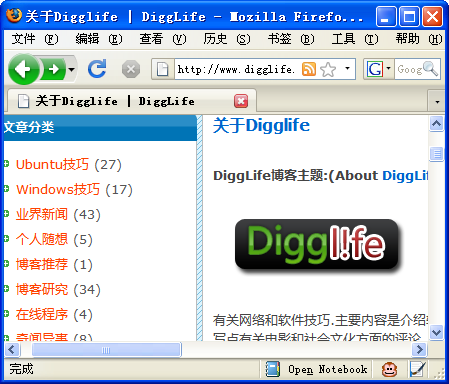 关于Digglife | DiggLife - Mozilla Firefo...
文件 (F) 编辑 (E) 查看 (V) 历史 (S) 书签 (B) 工具 (T) 帮助 (H)
http://www.digglife. G Goog
关于Digglife | DiggLife
文章分类
Ubuntu技巧 (27)
Windows技巧 (17)
业界新闻 (43)
个人随想 (5)
博客推荐 (1)
博客研究 (34)
在线程序 (4)
奇闻异事 (8)
关于Digglife
DiggLife博客主题:(About DiggLif
Diggl!fe
有关网络和软件技巧.主要内容是介绍
写点有关电影和社会文化方面的评论
完成 Open Notebook